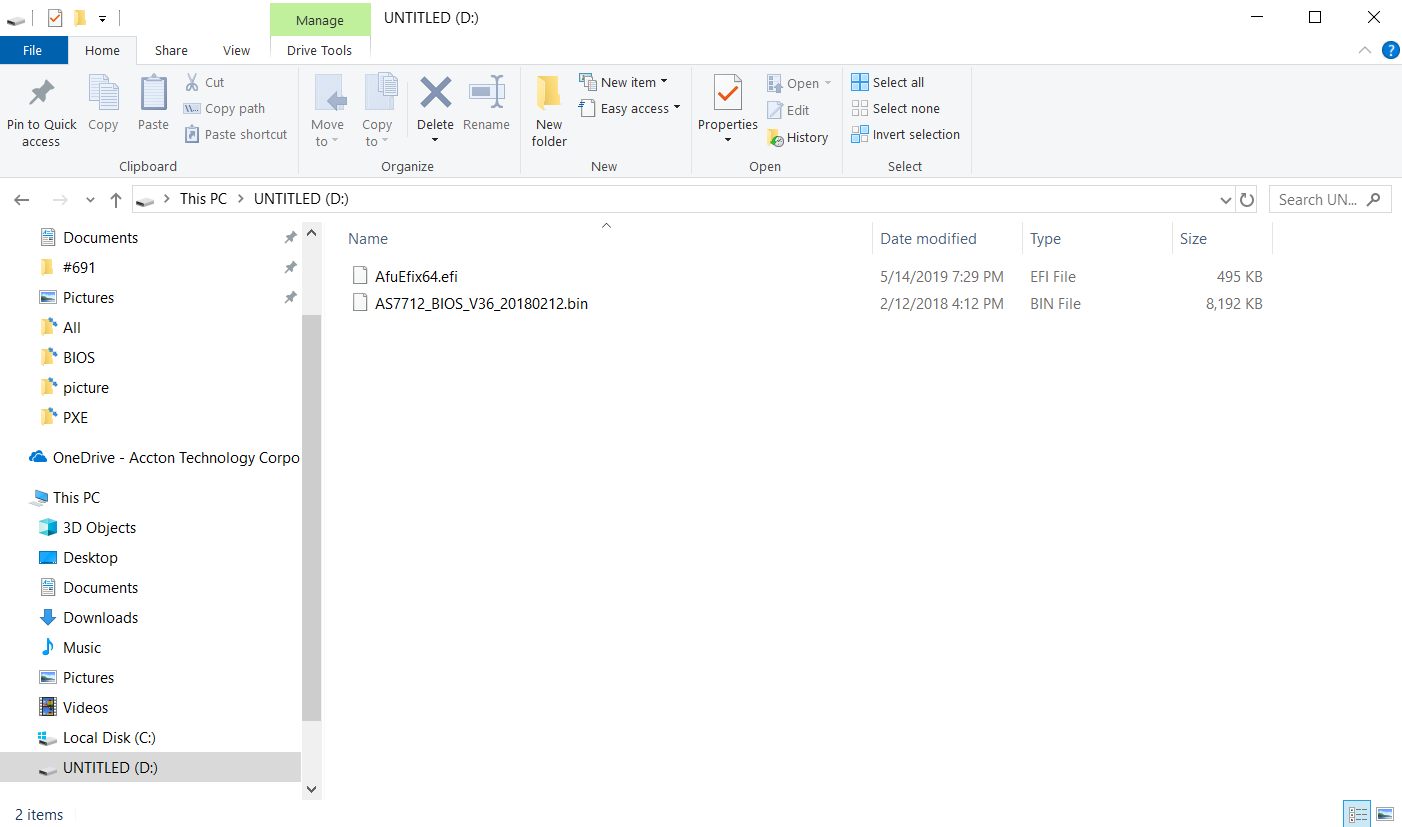 Manage
UNTITLED (D:)
File
Home
Share
View
Drive Tools
Pin to Quick access
Copy
Paste
Cut
Copy path
Paste shortcut
Clipboard
Move to
Copy to
Delete
Rename
Organize
New folder
New item
Easy access
New
Properties
Open
Edit
History
Open
Select all
Select none
Invert selection
Select
This PC
UNTITLED (D:)
Search UN...
Documents
#691
Pictures
All
BIOS
picture
PXE
OneDrive - Accton Technology Corpo
This PC
3D Objects
Desktop
Documents
Downloads
Music
Pictures
Videos
Local Disk (C:)
UNTITLED (D:)
Name Date modified Type Size
AfuEfix64.efi 5/14/2019 7:29 PM EFI File 495 KB
AS7712_BIOS_V36_20180212.bin 2/12/2018 4:12 PM BIN File 8,192 KB
2 items